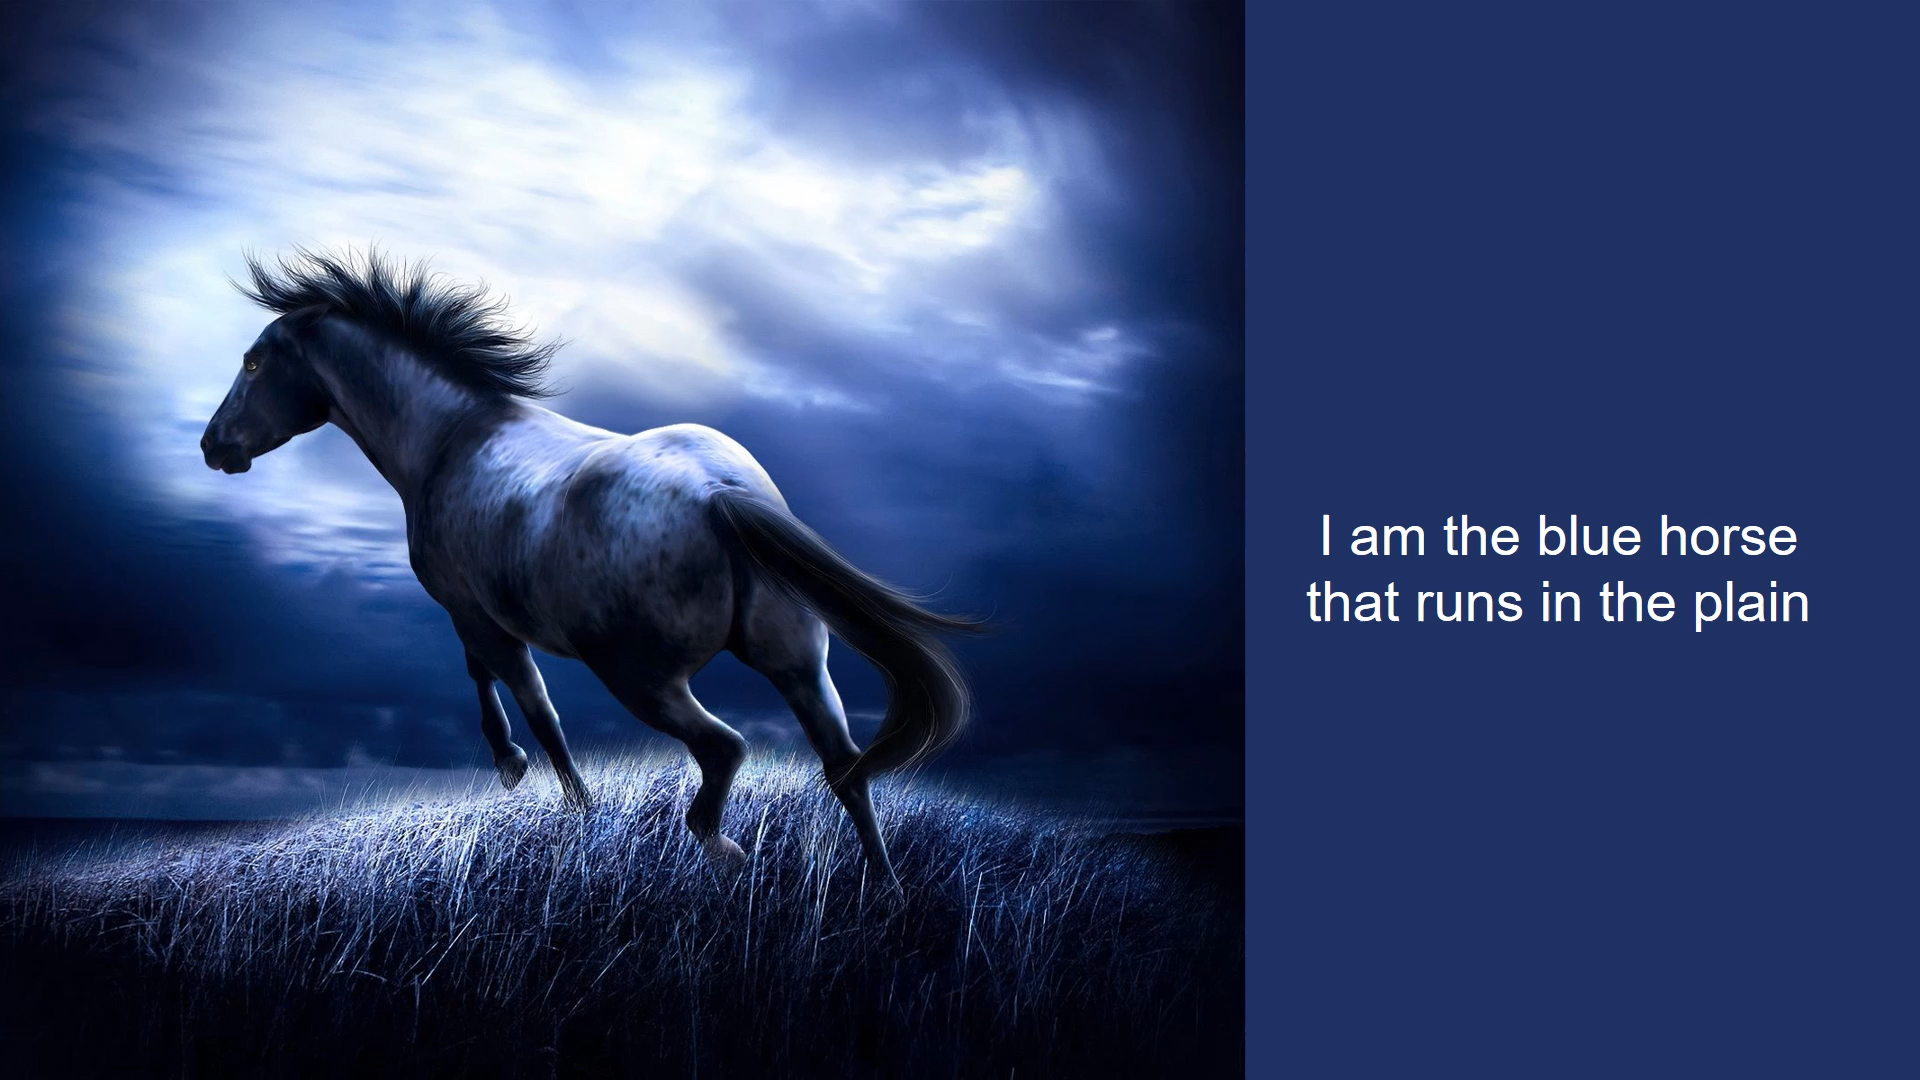 I am the blue horse
that runs in the plain